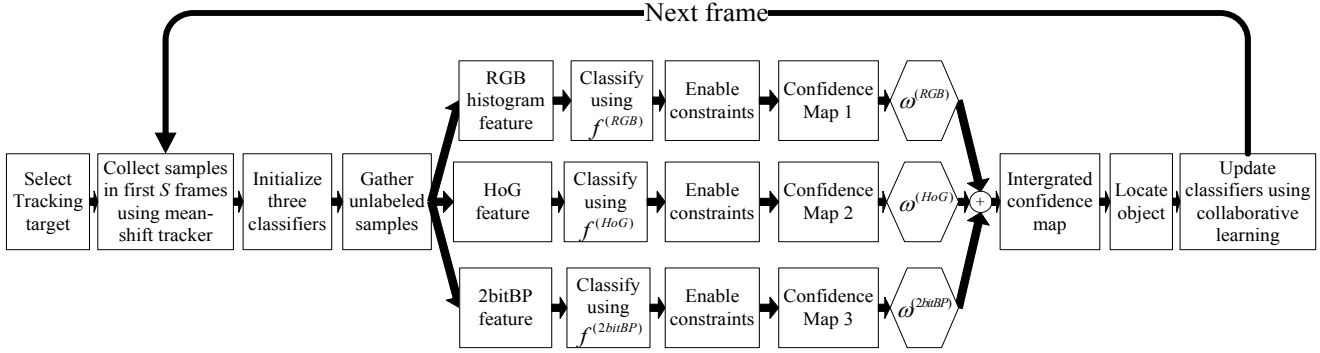 Next frame
Select
Tracking
target
Collect samples
in first S frames
using mean-
shift tracker
Initialize
three
classifiers
Gather
unlabeled
samples
RGB
histogram
feature
Classify
using
f^(RGB)
Enable
constraints
Confidence
Map 1
ω^(RGB)
HoG
feature
Classify
using
f^(HoG)
Enable
constraints
Confidence
Map 2
ω^(HoG)
2bitBP
feature
Classify
using
f^(2bitBP)
Enable
constraints
Confidence
Map 3
ω^(2bitBP)
+
Intergrated
confidence
map
Locate
object
Update
classifiers using
collaborative
learning